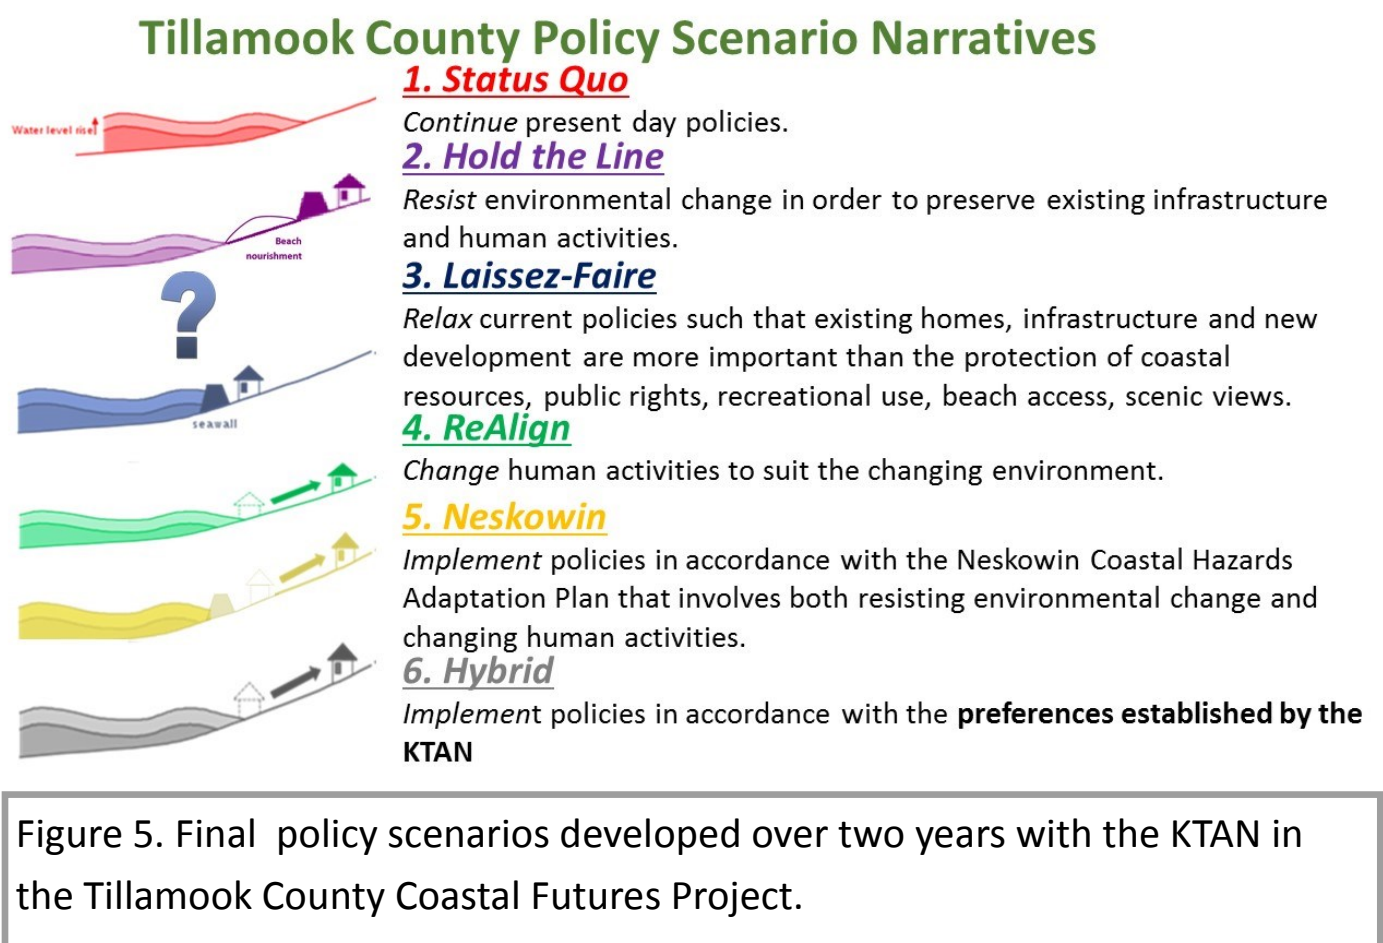 Tillamook County Policy Scenario Narratives
1. Status Quo
Water level rise
Continue present day policies.
2. Hold the Line
Resist environmental change in order to preserve existing infrastructure
and human activities.
Beach
nourishment
3. Laissez-Faire
?
Relax current policies such that existing homes, infrastructure and new
development are more important than the protection of coastal
resources, public rights, recreational use, beach access, scenic views.
seawall
4. ReAlign
Change human activities to suit the changing environment.
5. Neskowin
Implement policies in accordance with the Neskowin Coastal Hazards
Adaptation Plan that involves both resisting environmental change and
changing human activities.
6. Hybrid
Implement policies in accordance with the preferences established by the
KTAN
Figure 5. Final  policy scenarios developed over two years with the KTAN in
the Tillamook County Coastal Futures Project.